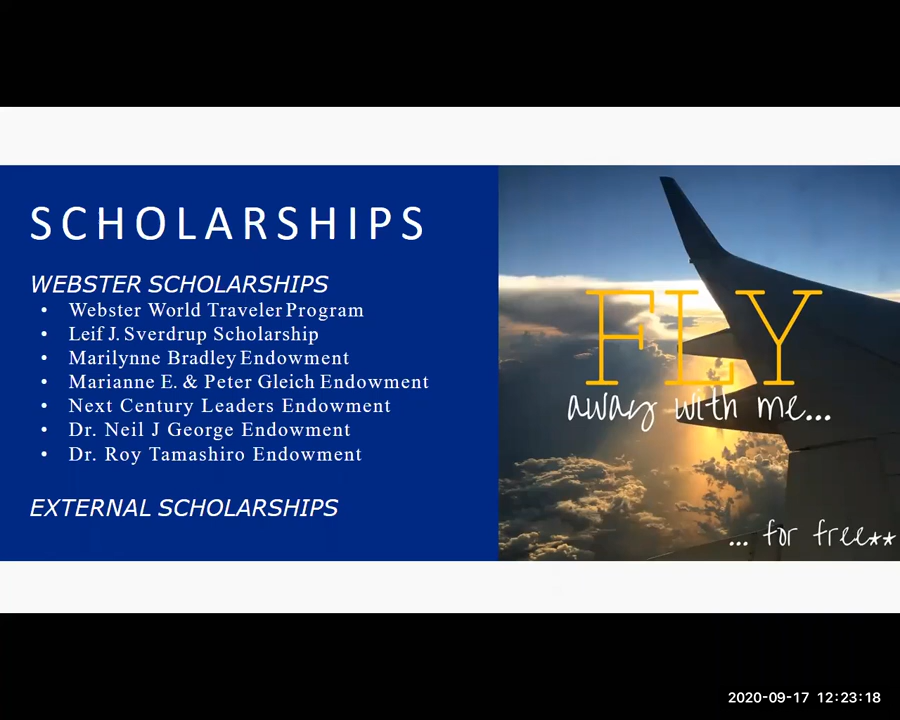 SCHOLARSHIPS
WEBSTER SCHOLARSHIPS
• Webster World Traveler Program
• Leif J. Sverdrup Scholarship
• Marilynne Bradley Endowment
• Marianne E. & Peter Gleich Endowment
• Next Century Leaders Endowment
• Dr. Neil J George Endowment
• Dr. Roy Tamashiro Endowment
EXTERNAL SCHOLARSHIPS
FLY
away with me...
... for free**
2020-09-17 12:23:18